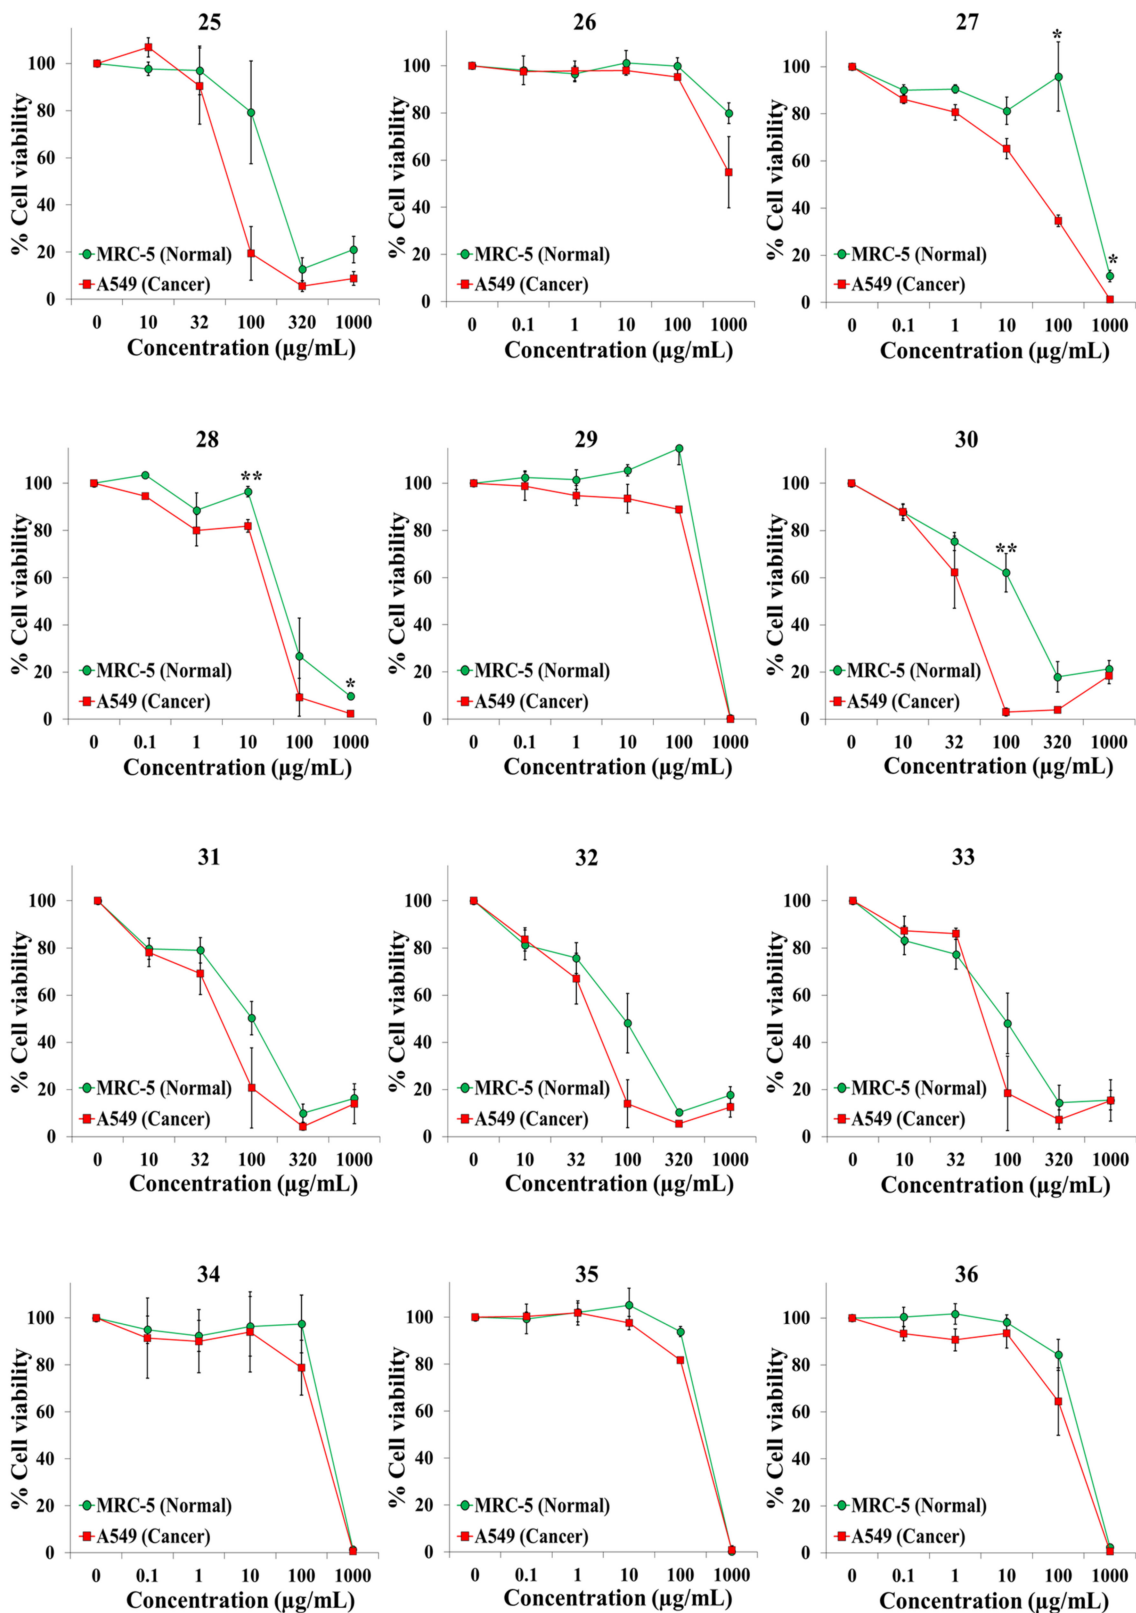 25
100
80
60
40
20
0
% Cell viability
MRC-5 (Normal)
A549 (Cancer)
0 10 32 100 320 1000
Concentration (µg/mL)
26
100
80
60
40
20
0
% Cell viability
MRC-5 (Normal)
A549 (Cancer)
0 0.1 1 10 100 1000
Concentration (µg/mL)
27
*
100
80
60
40
20
0
% Cell viability
*
MRC-5 (Normal)
A549 (Cancer)
0 0.1 1 10 100 1000
Concentration (µg/mL)
28
**
100
80
60
40
20
0
% Cell viability
*
MRC-5 (Normal)
A549 (Cancer)
0 0.1 1 10 100 1000
Concentration (µg/mL)
29
100
80
60
40
20
0
% Cell viability
MRC-5 (Normal)
A549 (Cancer)
0 0.1 1 10 100 1000
Concentration (µg/mL)
30
100
80
60
40
20
0
% Cell viability
**
MRC-5 (Normal)
A549 (Cancer)
0 10 32 100 320 1000
Concentration (µg/mL)
31
100
80
60
40
20
0
% Cell viability
MRC-5 (Normal)
A549 (Cancer)
0 10 32 100 320 1000
Concentration (µg/mL)
32
100
80
60
40
20
0
% Cell viability
MRC-5 (Normal)
A549 (Cancer)
0 10 32 100 320 1000
Concentration (µg/mL)
33
100
80
60
40
20
0
% Cell viability
MRC-5 (Normal)
A549 (Cancer)
0 10 32 100 320 1000
Concentration (µg/mL)
34
100
80
60
40
20
0
% Cell viability
MRC-5 (Normal)
A549 (Cancer)
0 0.1 1 10 100 1000
Concentration (µg/mL)
35
100
80
60
40
20
0
% Cell viability
MRC-5 (Normal)
A549 (Cancer)
0 0.1 1 10 100 1000
Concentration (µg/mL)
36
100
80
60
40
20
0
% Cell viability
MRC-5 (Normal)
A549 (Cancer)
0 0.1 1 10 100 1000
Concentration (µg/mL)